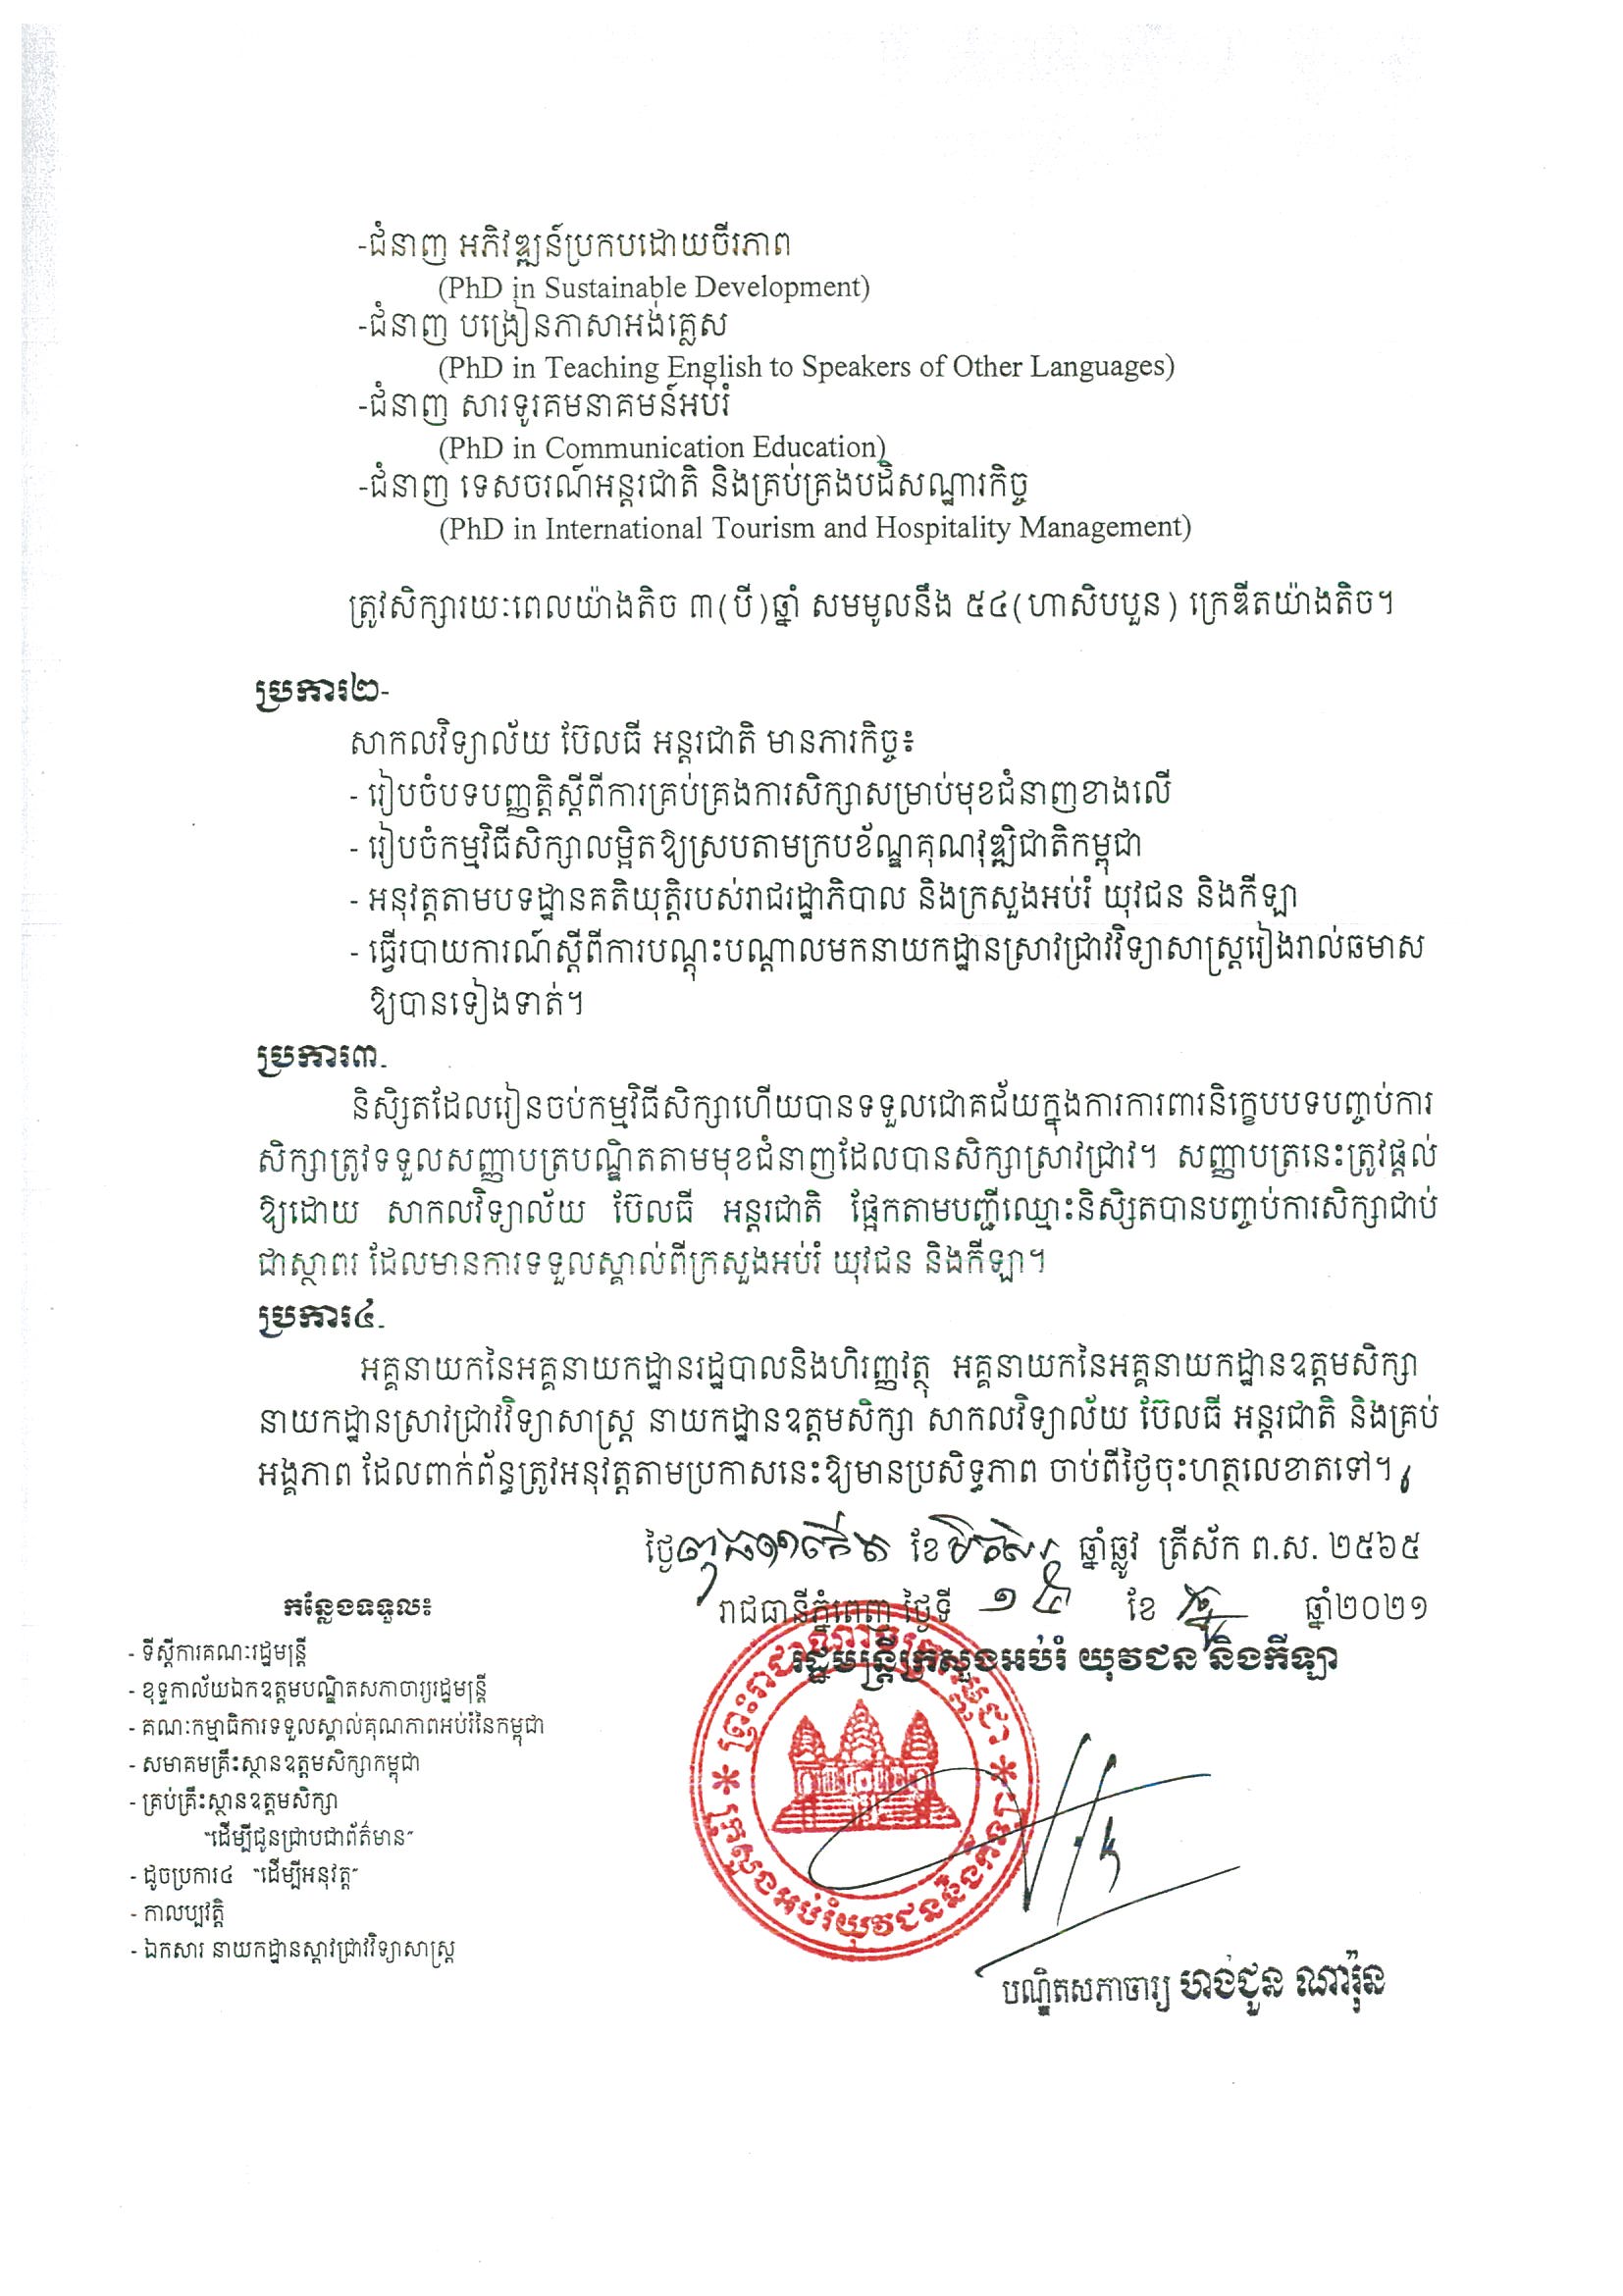 -ជំនាញ អភិវឌ្ឍន៍ប្រកបដោយចីរភាព
(PhD in Sustainable Development)
-ជំនាញ បង្រៀនភាសាអង់គ្លេស
(PhD in Teaching English to Speakers of Other Languages)
-ជំនាញ សារទូរគមនាគមន៍អប់រំ
(PhD in Communication Education)
-ជំនាញ ទេសចរណ៍អន្តរជាតិ និងគ្រប់គ្រងបដិសណ្ឋារកិច្ច
(PhD in International Tourism and Hospitality Management)
ត្រូវសិក្សារយៈពេលយ៉ាងតិច ៣(បី)ឆ្នាំ សមមូលនឹង ៥៤(ហាសិបបួន) ក្រេឌីតយ៉ាងតិច។
ប្រការ២-
សាកលវិទ្យាល័យ ប៊ែលធី អន្តរជាតិ មានភារកិច្ច៖
- រៀបចំបទបញ្ញត្តិស្តីពីការគ្រប់គ្រងការសិក្សាសម្រាប់មុខជំនាញខាងលើ
- រៀបចំកម្មវិធីសិក្សាលម្អិតឱ្យស្របតាមក្របខ័ណ្ឌគុណវុឌ្ឍិជាតិកម្ពុជា
- អនុវត្តតាមបទដ្ឋានគតិយុត្តិរបស់រាជរដ្ឋាភិបាល និងក្រសួងអប់រំ យុវជន និងកីឡា
- ធ្វើរបាយការណ៍ស្តីពីការបណ្តុះបណ្តាលមកនាយកដ្ឋានស្រាវជ្រាវវិទ្យាសាស្ត្ររៀងរាល់ឆមាស
ឱ្យបានទៀងទាត់។
ប្រការ៣.
និស្សិតដែលរៀនចប់កម្មវិធីសិក្សាហើយបានទទួលជោគជ័យក្នុងការការពារនិក្ខេបបទបញ្ចប់ការ
សិក្សាត្រូវទទួលសញ្ញាបត្របណ្ឌិតតាមមុខជំនាញដែលបានសិក្សាស្រាវជ្រាវ។ សញ្ញាបត្រនេះត្រូវផ្តល់
ឱ្យដោយ សាកលវិទ្យាល័យ ប៊ែលធី អន្តរជាតិ ផ្អែកតាមបញ្ជីឈ្មោះនិស្សិតបានបញ្ចប់ការសិក្សាជាប់
ជាស្ថាពរ ដែលមានការទទួលស្គាល់ពីក្រសួងអប់រំ យុវជន និងកីឡា។
ប្រការ៤.
អគ្គនាយកនៃអគ្គនាយកដ្ឋានរដ្ឋបាលនិងហិរញ្ញវត្ថុ អគ្គនាយកនៃអគ្គនាយកដ្ឋានឧត្តមសិក្សា
នាយកដ្ឋានស្រាវជ្រាវវិទ្យាសាស្ត្រ នាយកដ្ឋានឧត្តមសិក្សា សាកលវិទ្យាល័យ ប៊ែលធី អន្តរជាតិ និងគ្រប់
អង្គភាព ដែលពាក់ព័ន្ធត្រូវអនុវត្តតាមប្រកាសនេះឱ្យមានប្រសិទ្ធភាព ចាប់ពីថ្ងៃចុះហត្ថលេខាតទៅ។
ថ្ងៃ ខែ ឆ្នាំឆ្លូវ ត្រីស័ក ព.ស. ២៥៦៥
រាជធានីភ្នំពេញ ថ្ងៃទី ១៥ ខែ ឆ្នាំ២០២១
រដ្ឋមន្ត្រីក្រសួងអប់រំ យុវជន និងកីឡា
កន្លែងទទួល៖
- ទីស្តីការគណៈរដ្ឋមន្ត្រី
- ខុទ្ទកាល័យឯកឧត្តមបណ្ឌិតសភាចារ្យរដ្ឋមន្ត្រី
- គណៈកម្មាធិការទទួលស្គាល់គុណភាពអប់រំនៃកម្ពុជា
- សមាគមគ្រឹះស្ថានឧត្តមសិក្សាកម្ពុជា
- គ្រប់គ្រឹះស្ថានឧត្តមសិក្សា
"ដើម្បីជូនជ្រាបជាព័ត៌មាន"
- ដូចប្រការ៤ "ដើម្បីអនុវត្ត"
- កាលប្បវត្តិ
- ឯកសារ នាយកដ្ឋានស្តាវជ្រាវវិទ្យាសាស្ត្រ
ព្រះរាជាណាចក្រកម្ពុជា
ក្រសួងអប់រំយុវជននិងកីឡា
បណ្ឌិតសភាចារ្យ ហង់ជួន ណារ៉ុន